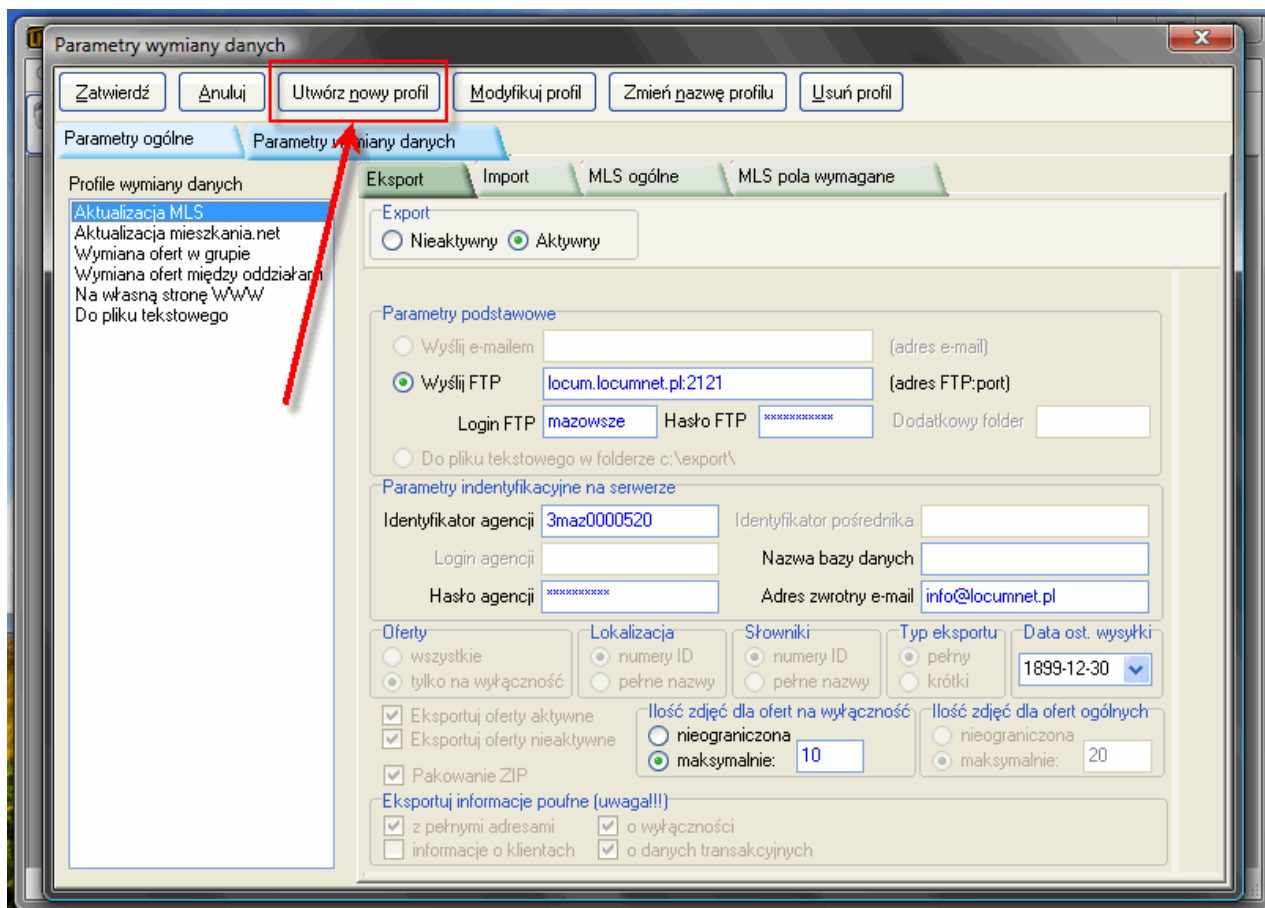 Parametry wymiany danych
Zatwierdź Anuluj Utwórz nowy profil Modyfikuj profil Zmień nazwę profilu Usuń profil
Parametry ogólne Parametry wymiany danych
Profile wymiany danych
Aktualizacja MLS
Aktualizacja mieszkania.net
Wymiana ofert w grupie
Wymiana ofert między oddziałami
Na własną stronę WWW
Do pliku tekstowego
Eksport Import MLS ogólne MLS pola wymagane
Export
Nieaktywny Aktywny
Parametry podstawowe
Wyślij e-mailem (adres e-mail)
Wyślij FTP locum.locumnet.pl:2121 (adres FTP:port)
Login FTP mazowsze Hasło FTP *********** Dodatkowy folder
Do pliku tekstowego w folderze c:\export\
Parametry indentyfikacyjne na serwerze
Identyfikator agencji 3maz0000520 Identyfikator pośrednika
Login agencji Nazwa bazy danych
Hasło agencji ********** Adres zwrotny e-mail info@locumnet.pl
Oferty Lokalizacja Słowniki Typ eksportu Data ost. wysyłki
wszystkie numery ID numery ID pełny 1899-12-30
tylko na wyłączność pełne nazwy pełne nazwy krótki
Eksportuj oferty aktywne Ilość zdjęć dla ofert na wyłączność Ilość zdjęć dla ofert ogólnych
Eksportuj oferty nieaktywne nieograniczona nieograniczona
maksymalnie: 10 maksymalnie: 20
Pakowanie ZIP
Eksportuj informacje poufne (uwaga!!!)
z pełnymi adresami o wyłączności
informacje o klientach o danych transakcyjnych